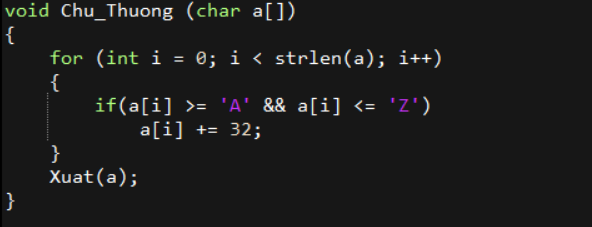 void Chu_Thuong (char a[])
{
    for (int i = 0; i < strlen(a); i++)
    {
        if(a[i] >= 'A' && a[i] <= 'Z')
            a[i] += 32;
    }
    Xuat(a);
}